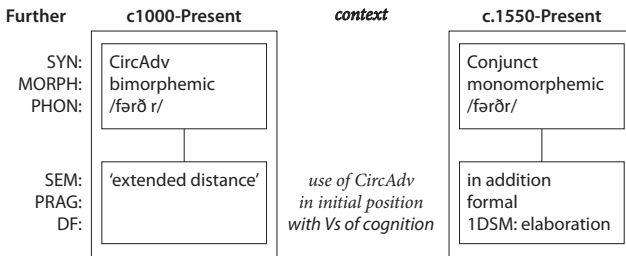 Further c1000-Present context c.1550-Present
SYN: CircAdv Conjunct
MORPH: bimorphemic monomorphemic
PHON: /fərð r/ /fərðr/
SEM: 'extended distance' use of CircAdv in addition
PRAG: in initial position formal
DF: with Vs of cognition 1DSM: elaboration